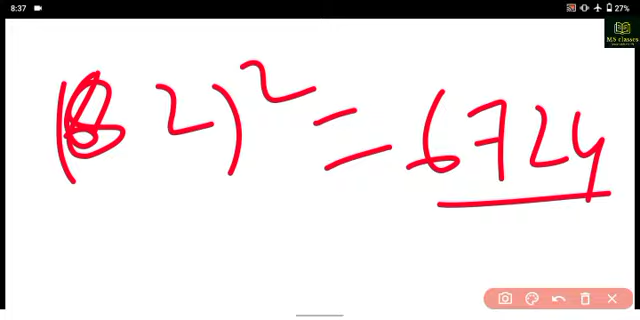 8:37 27%
MS classes
(82)² = 6724